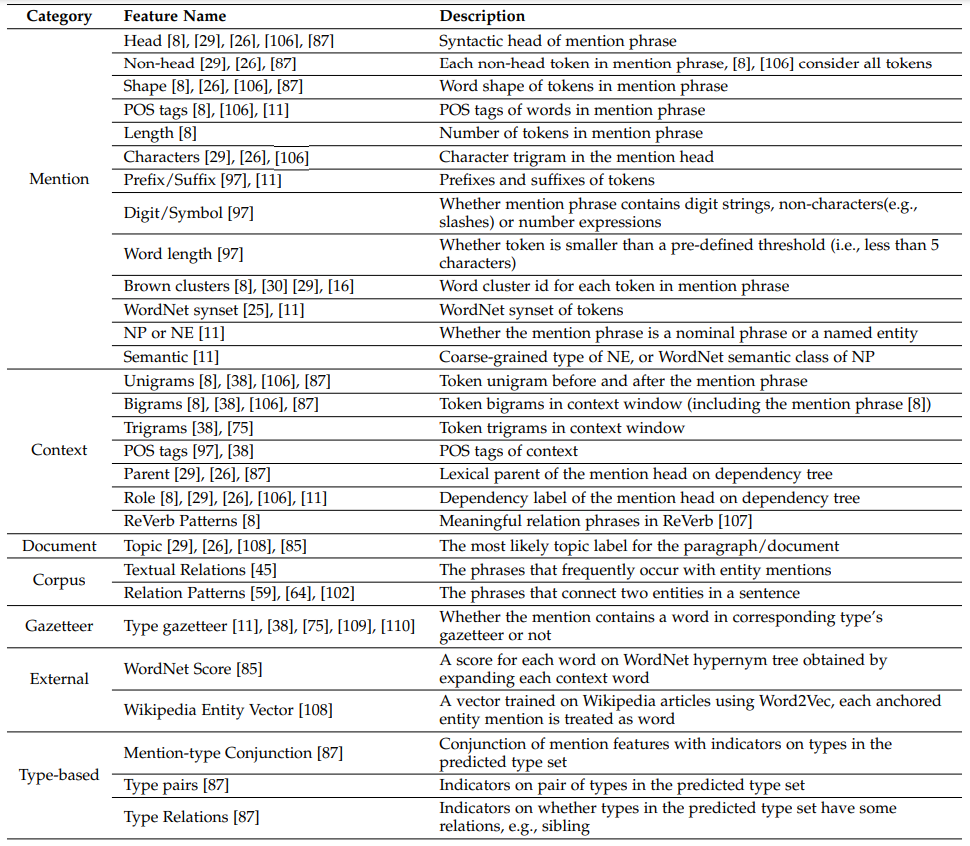 Category Feature Name Description
Head [8], [29], [26], [106], [87] Syntactic head of mention phrase
Non-head [29], [26], [87] Each non-head token in mention phrase, [8], [106] consider all tokens
Shape [8], [26], [106], [87] Word shape of tokens in mention phrase
POS tags [8], [106], [11] POS tags of words in mention phrase
Length [8] Number of tokens in mention phrase
Characters [29], [26], [106] Character trigram in the mention head
Mention Prefix/Suffix [97], [11] Prefixes and suffixes of tokens
Digit/Symbol [97] Whether mention phrase contains digit strings, non-characters(e.g.,
slashes) or number expressions
Word length [97] Whether token is smaller than a pre-defined threshold (i.e., less than 5
characters)
Brown clusters [8], [30] [29], [16] Word cluster id for each token in mention phrase
WordNet synset [25], [11] WordNet synset of tokens
NP or NE [11] Whether the mention phrase is a nominal phrase or a named entity
Semantic [11] Coarse-grained type of NE, or WordNet semantic class of NP
Unigrams [8], [38], [106], [87] Token unigram before and after the mention phrase
Bigrams [8], [38], [106], [87] Token bigrams in context window (including the mention phrase [8])
Trigrams [38], [75] Token trigrams in context window
Context POS tags [97], [38] POS tags of context
Parent [29], [26], [87] Lexical parent of the mention head on dependency tree
Role [8], [29], [26], [106], [11] Dependency label of the mention head on dependency tree
ReVerb Patterns [8] Meaningful relation phrases in ReVerb [107]
Document Topic [29], [26], [108], [85] The most likely topic label for the paragraph/document
Corpus Textual Relations [45] The phrases that frequently occur with entity mentions
Relation Patterns [59], [64], [102] The phrases that connect two entities in a sentence
Gazetteer Type gazetteer [11], [38], [75], [109], [110] Whether the mention contains a word in corresponding type's
gazetteer or not
External WordNet Score [85] A score for each word on WordNet hypernym tree obtained by
expanding each context word
Wikipedia Entity Vector [108] A vector trained on Wikipedia articles using Word2Vec, each anchored
entity mention is treated as word
Type-based Mention-type Conjunction [87] Conjunction of mention features with indicators on types in the
predicted type set
Type pairs [87] Indicators on pair of types in the predicted type set
Type Relations [87] Indicators on whether types in the predicted type set have some
relations, e.g., sibling